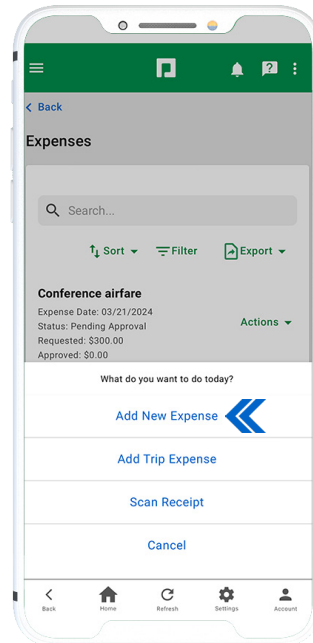 Back
Expenses
Search...
Sort
Filter
Export
Conference airfare
Expense Date: 03/21/2024
Status: Pending Approval
Actions
Requested: $300.00
Approved: $0.00
What do you want to do today?
Add New Expense
Add Trip Expense
Scan Receipt
Cancel
Back Home Refresh Settings Account